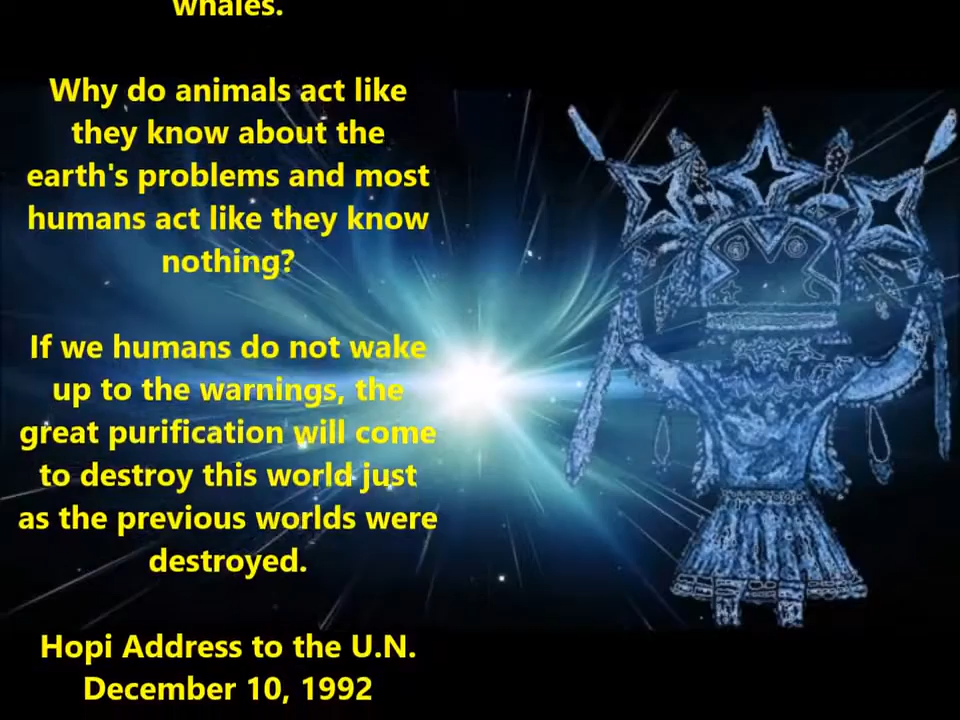 whales.
Why do animals act like
they know about the
earth's problems and most
humans act like they know
nothing?
If we humans do not wake
up to the warnings, the
great purification will come
to destroy this world just
as the previous worlds were
destroyed.
Hopi Address to the U.N.
December 10, 1992